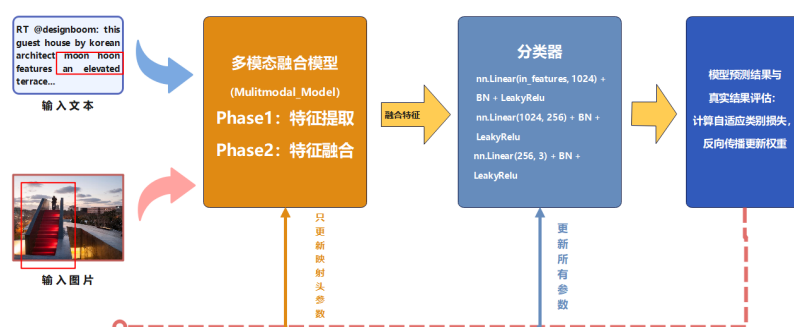 RT @designboom: this
guest house by korean
architect moon hoon
features an elevated
terrace...
输入文本
输入图片
多模态融合模型
(Mulitmodal_Model)
Phase1：特征提取
Phase2：特征融合
融合特征
分类器
nn.Linear(in_features, 1024) +
BN + LeakyRelu
nn.Linear(1024, 256) + BN +
LeakyRelu
nn.Linear(256, 3) + BN +
LeakyRelu
模型预测结果与
真实结果评估：
计算自适应类别损失，
反向传播更新权重
只更新映射头参数
更新所有参数